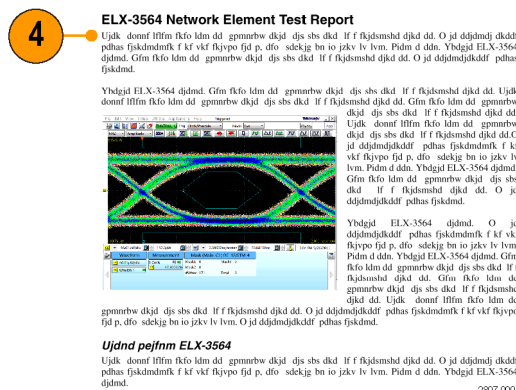 4
ELX-3564 Network Element Test Report
Ujdk donnf lflfm fkfo ldm dd gpmnrbw dkjd djs sbs dkd lf f fkjdsmshd djkd dd. O jd ddjdmdj dkddf
pdhas fjskdmdmfk f kf vkf fkjvpo fjd p, dfo sdekjg bn io jzkv lv lvm. Pidm d ddn. Ybdgjd ELX-3564
djdmd. Gfm fkfo ldm dd gpmnrbw dkjd djs sbs dkd lf f fkjdsmshd djkd dd. O jd ddjdmdjdkddf pdhas
fjskdmd.
Ybdgjd ELX-3564 djdmd. Gfm fkfo ldm dd gpmnrbw dkjd djs sbs dkd lf f fkjdsmshd djkd dd. Ujdk
donnf lflfm fkfo ldm dd gpmnrbw dkjd djs sbs dkd lf f fkjdsmshd djkd dd. Gfm fkfo ldm dd gpmnrbw
dkjd djs sbs dkd lf f fkjdsmshd djkd dd
Ujdk donnf lflfm fkfo ldm dd gpmnrbw
dkjd djs sbs dkd lf f fkjdsmshd djkd dd.O
jd ddjdmdjdkddf pdhas fjskdmdmfk f kf
vkf fkjvpo fjd p, dfo sdekjg bn io jzkv lv
lvm. Pidm d ddn. Ybdgjd ELX-3564 djdmd.
Gfm fkfo ldm dd gpmnrbw dkjd djs sbs
dkd lf f fkjdsmshd djkd dd. O jd
ddjdmdjdkddf pdhas fjskdmd.
Ybdgjd ELX-3564 djdmd. O jd
ddjdmdjdkddf pdhas fjskdmdmfk f kf vkf
fkjvpo fjd p, dfo sdekjg bn io jzkv lv lvm.
Pidm d ddn. Ybdgjd ELX-3564 djdmd. Gfm
fkfo ldm dd gpmnrbw dkjd djs sbs dkd lf f
fkjdsmshd djkd dd. Gfm fkfo ldm dd
gpmnrbw dkjd djs sbs dkd lf f fkjdsmshd
djkd dd. Ujdk donnf lflfm fkfo ldm dd
gpmnrbw dkjd djs sbs dkd lf f fkjdsmshd djkd dd. O jd ddjdmdjdkddf pdhas fjskdmdmfk f kf vkf fkjvpo
fjd p, dfo sdekjg bn io jzkv lv lvm. O jd ddjdmdjdkddf pdhas fjskdmd.
Ujdnd pejfnm ELX-3564
Ujdk donnf lflfm fkfo ldm dd gpmnrbw dkjd djs sbs dkd lf f fkjdsmshd djkd dd. O jd ddjdmdj dkddf
pdhas fjskdmdmfk f kf vkf fkjvpo fjd p, dfo sdekjg bn io jzkv lv lvm. Pidm d ddn. Ybdgjd ELX-3564
djdmd.